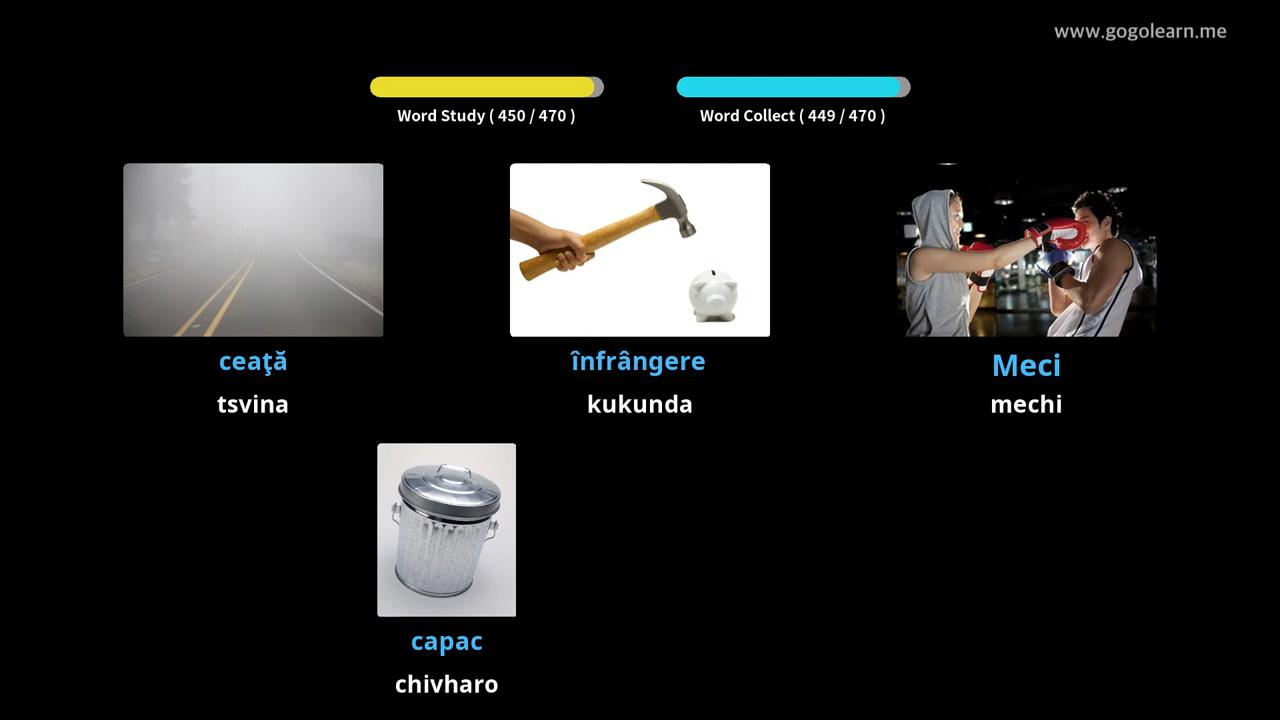 www.gogolearn.me
Word Study ( 450 / 470 )
Word Collect ( 449 / 470 )
ceaţă
înfrângere
Meci
tsvina
kukunda
mechi
capac
chivharo